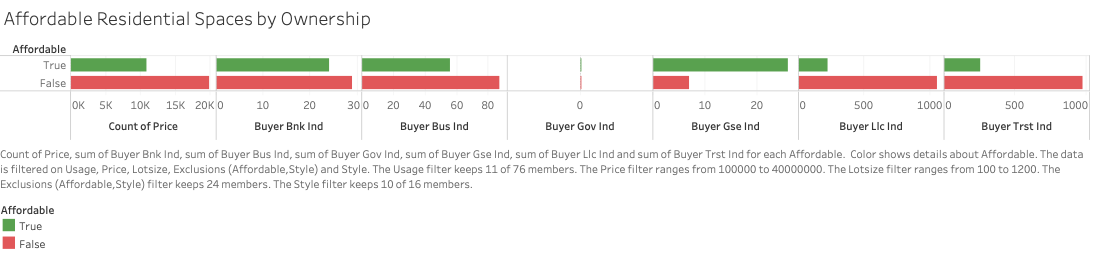 Affordable Residential Spaces by Ownership
Affordable
True
False
0K 5K 10K 15K 20K 0 10 20 30 0 20 40 60 80 0 0 10 20 0 500 1000 0 500 1000
Count of Price Buyer Bnk Ind Buyer Bus Ind Buyer Gov Ind Buyer Gse Ind Buyer Llc Ind Buyer Trst Ind
Count of Price, sum of Buyer Bnk Ind, sum of Buyer Bus Ind, sum of Buyer Gov Ind, sum of Buyer Gse Ind, sum of Buyer Llc Ind and sum of Buyer Trst Ind for each Affordable. Color shows details about Affordable. The data
is filtered on Usage, Price, Lotsize, Exclusions (Affordable,Style) and Style. The Usage filter keeps 11 of 76 members. The Price filter ranges from 100000 to 40000000. The Lotsize filter ranges from 100 to 1200. The
Exclusions (Affordable,Style) filter keeps 24 members. The Style filter keeps 10 of 16 members.
Affordable
True
False